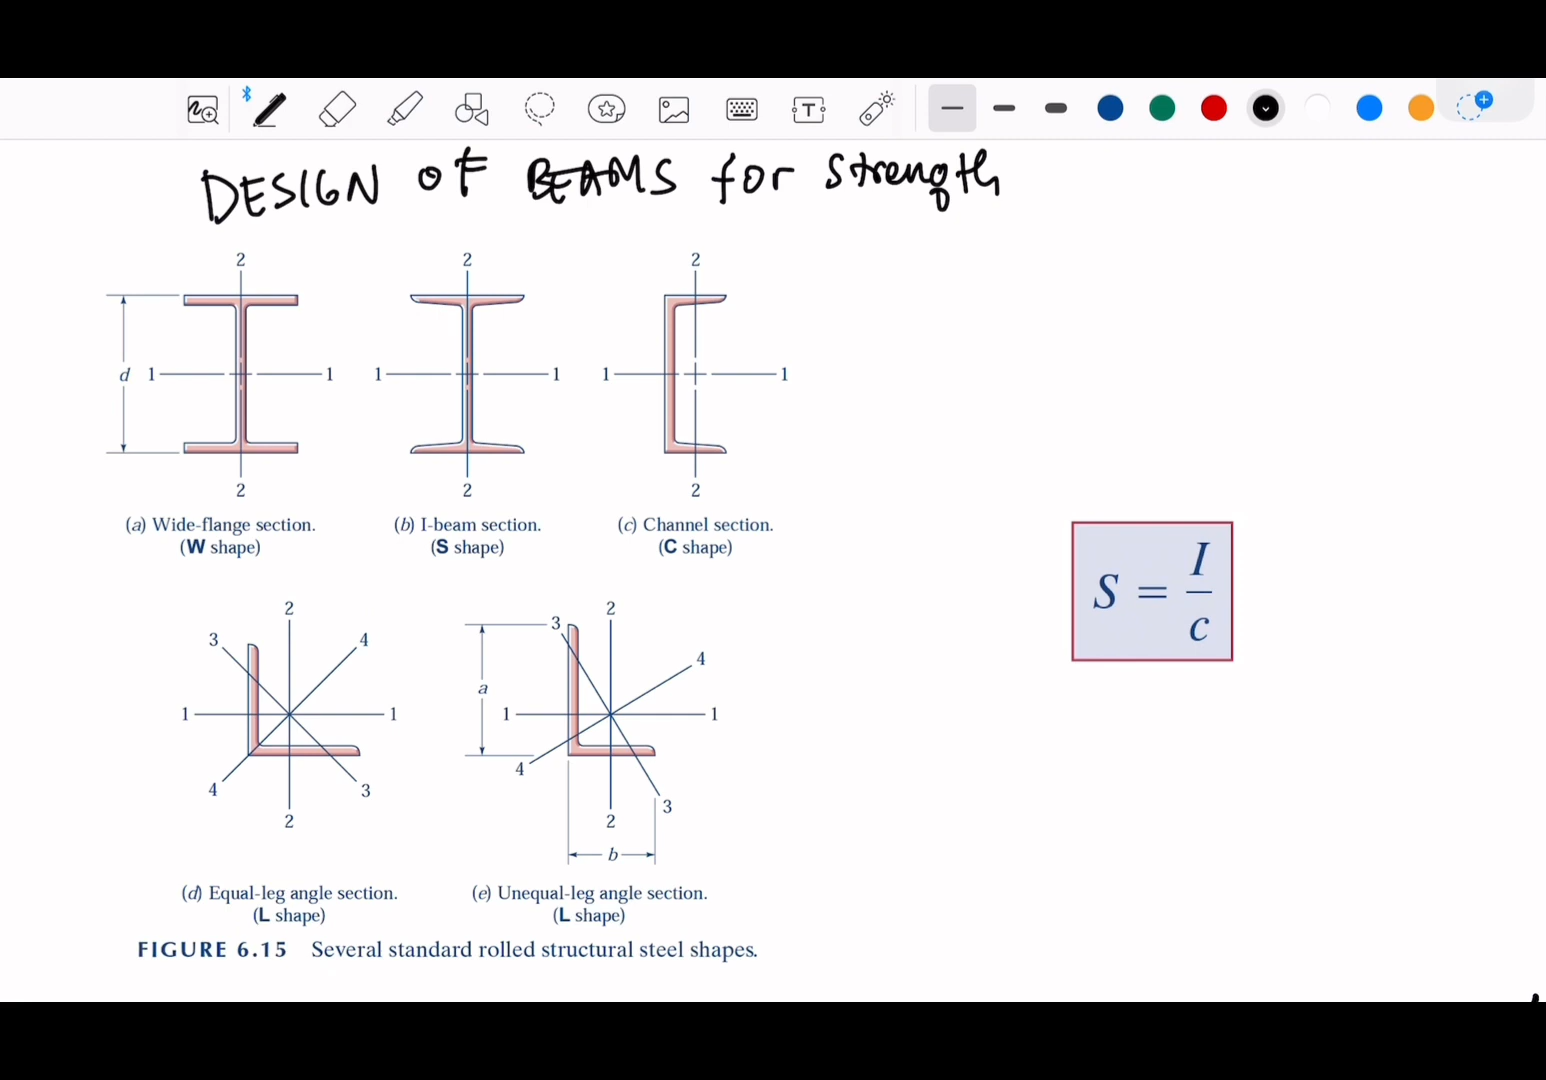 DESIGN OF BEAMS for strength
2 2 2
d 1 1 1 1 1 1
2 2 2
(a) Wide-flange section. (b) I-beam section. (c) Channel section.
(W shape) (S shape) (C shape)
S = I / c
2 2
3 4 3 4
a
1 1 1 1
4 3 4 3
2 2
b
(d) Equal-leg angle section. (e) Unequal-leg angle section.
(L shape) (L shape)
FIGURE 6.15 Several standard rolled structural steel shapes.